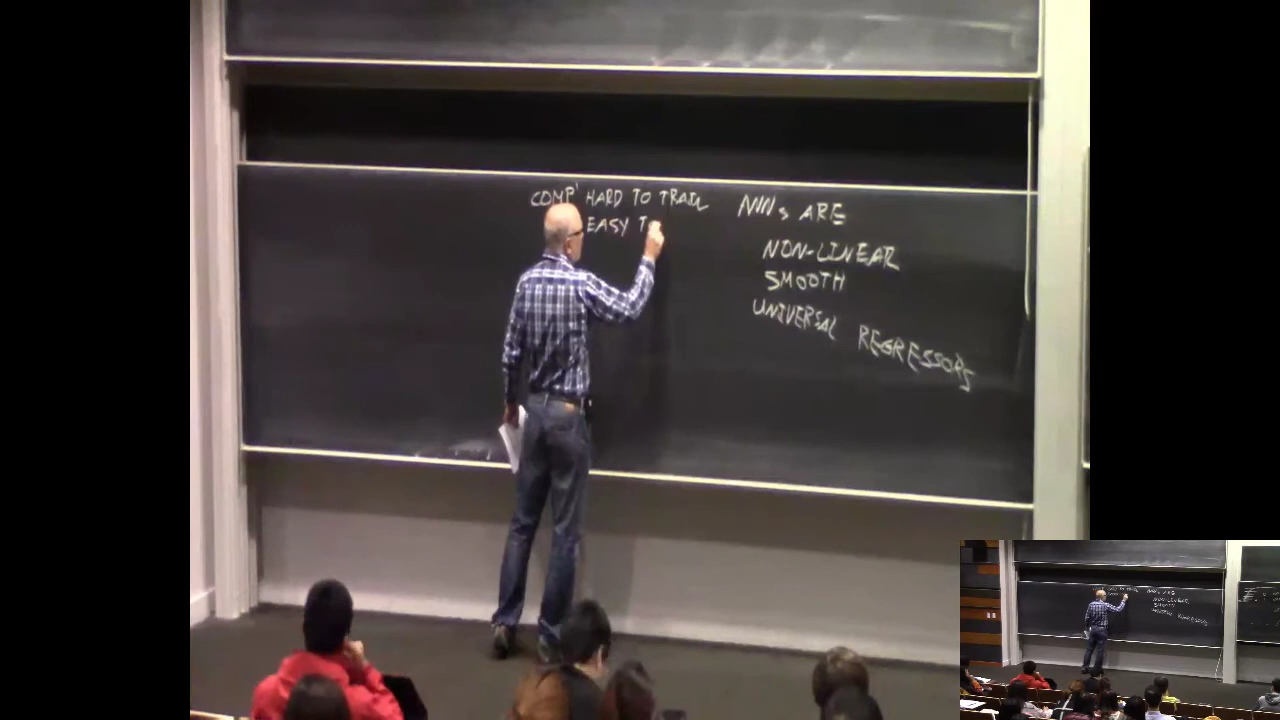 COMP' HARD TO TRAIN
EASY T
NNs ARE
NON-LINEAR
SMOOTH
UNIVERSAL REGRESSORS